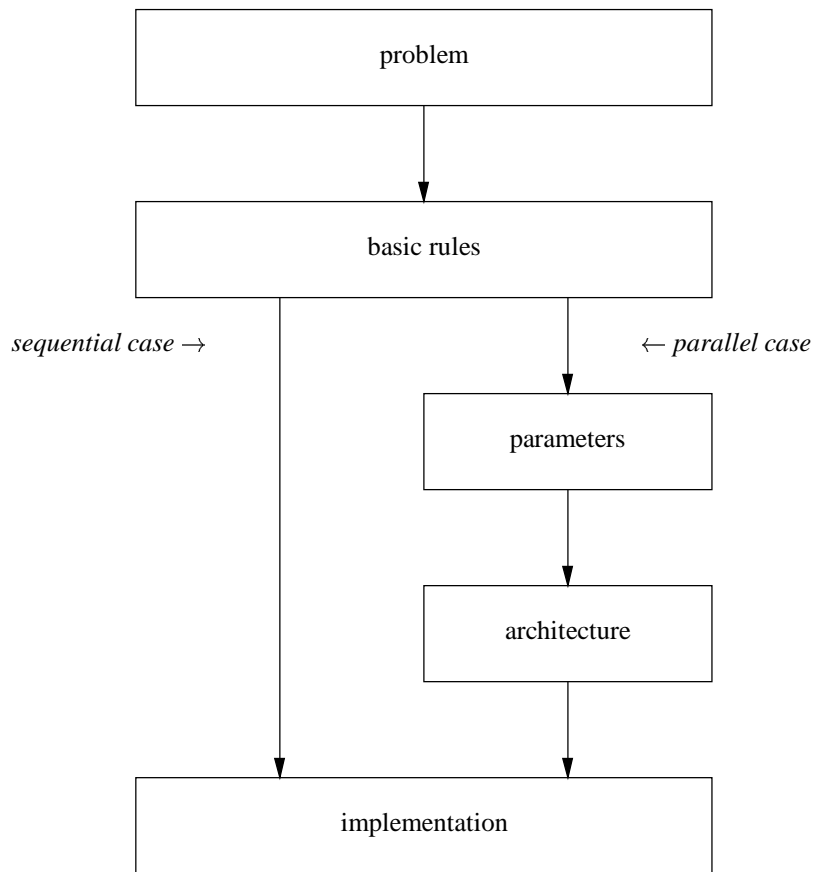 problem
basic rules
sequential case →
← parallel case
parameters
architecture
implementation